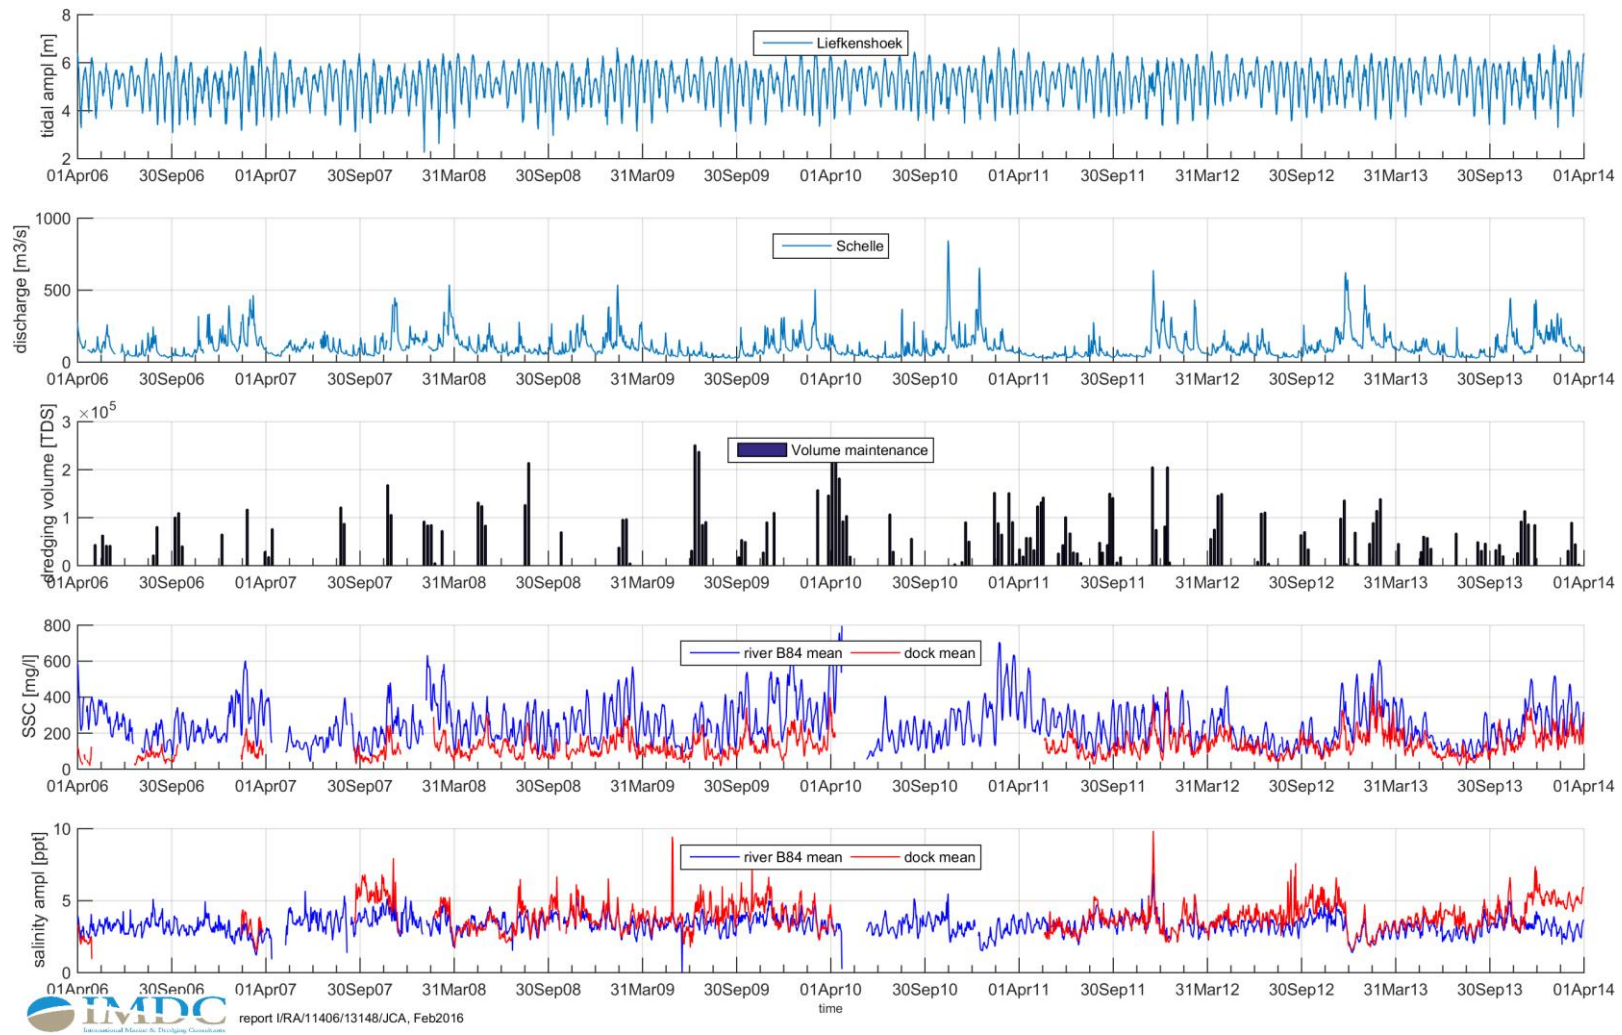 8
6
4
2
tidal ampl [m]
Liefkenshoek
01Apr06 30Sep06 01Apr07 30Sep07 31Mar08 30Sep08 31Mar09 30Sep09 01Apr10 30Sep10 01Apr11 30Sep11 31Mar12 30Sep12 31Mar13 30Sep13 01Apr14
1000
500
0
discharge [m3/s]
Schelle
01Apr06 30Sep06 01Apr07 30Sep07 31Mar08 30Sep08 31Mar09 30Sep09 01Apr10 30Sep10 01Apr11 30Sep11 31Mar12 30Sep12 31Mar13 30Sep13 01Apr14
×10^5
3
2
1
0
dredging volume [TDS]
Volume maintenance
01Apr06 30Sep06 01Apr07 30Sep07 31Mar08 30Sep08 31Mar09 30Sep09 01Apr10 30Sep10 01Apr11 30Sep11 31Mar12 30Sep12 31Mar13 30Sep13 01Apr14
800
600
400
200
0
SSC [mg/l]
river B84 mean dock mean
01Apr06 30Sep06 01Apr07 30Sep07 31Mar08 30Sep08 31Mar09 30Sep09 01Apr10 30Sep10 01Apr11 30Sep11 31Mar12 30Sep12 31Mar13 30Sep13 01Apr14
10
5
0
salinity ampl [ppt]
river B84 mean dock mean
01Apr06 30Sep06 01Apr07 30Sep07 31Mar08 30Sep08 31Mar09 30Sep09 01Apr10 30Sep10 01Apr11 30Sep11 31Mar12 30Sep12 31Mar13 30Sep13 01Apr14
time
IMDC
International Marine & Dredging Consultants
report I/RA/11406/13148/JCA, Feb2016